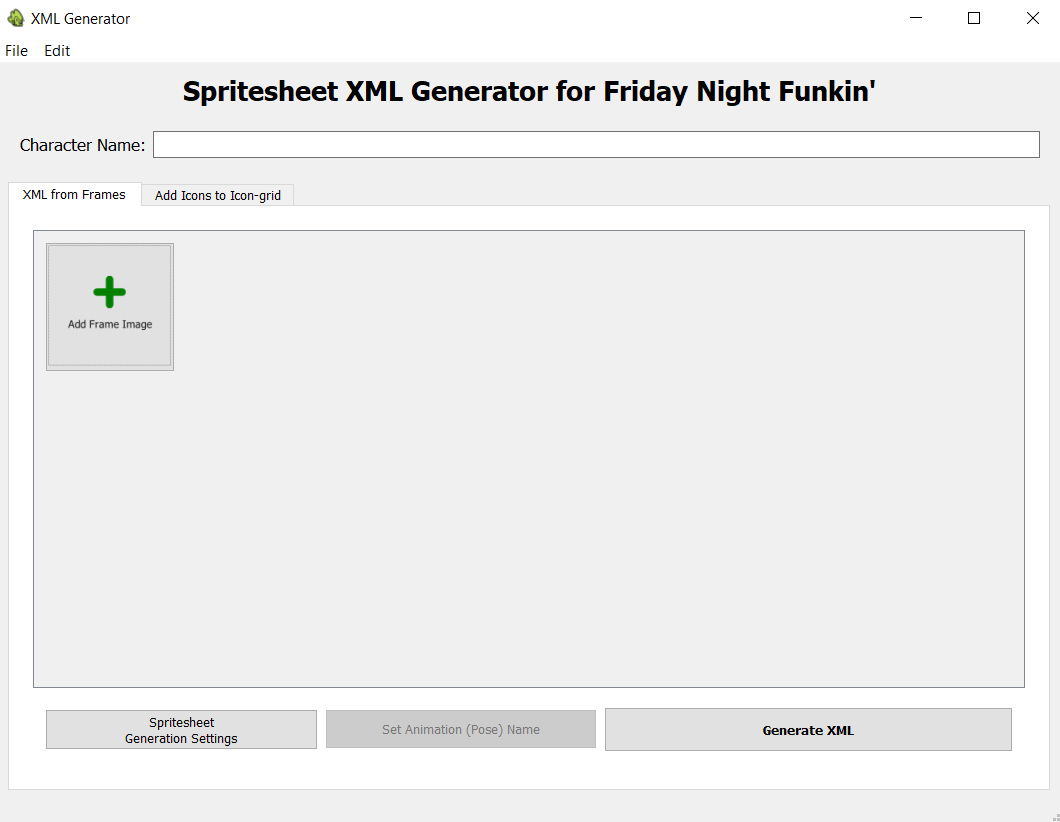 XML Generator
File Edit
Spritesheet XML Generator for Friday Night Funkin'
Character Name:
XML from Frames Add Icons to Icon-grid
Add Frame Image
Spritesheet
Generation Settings
Set Animation (Pose) Name
Generate XML